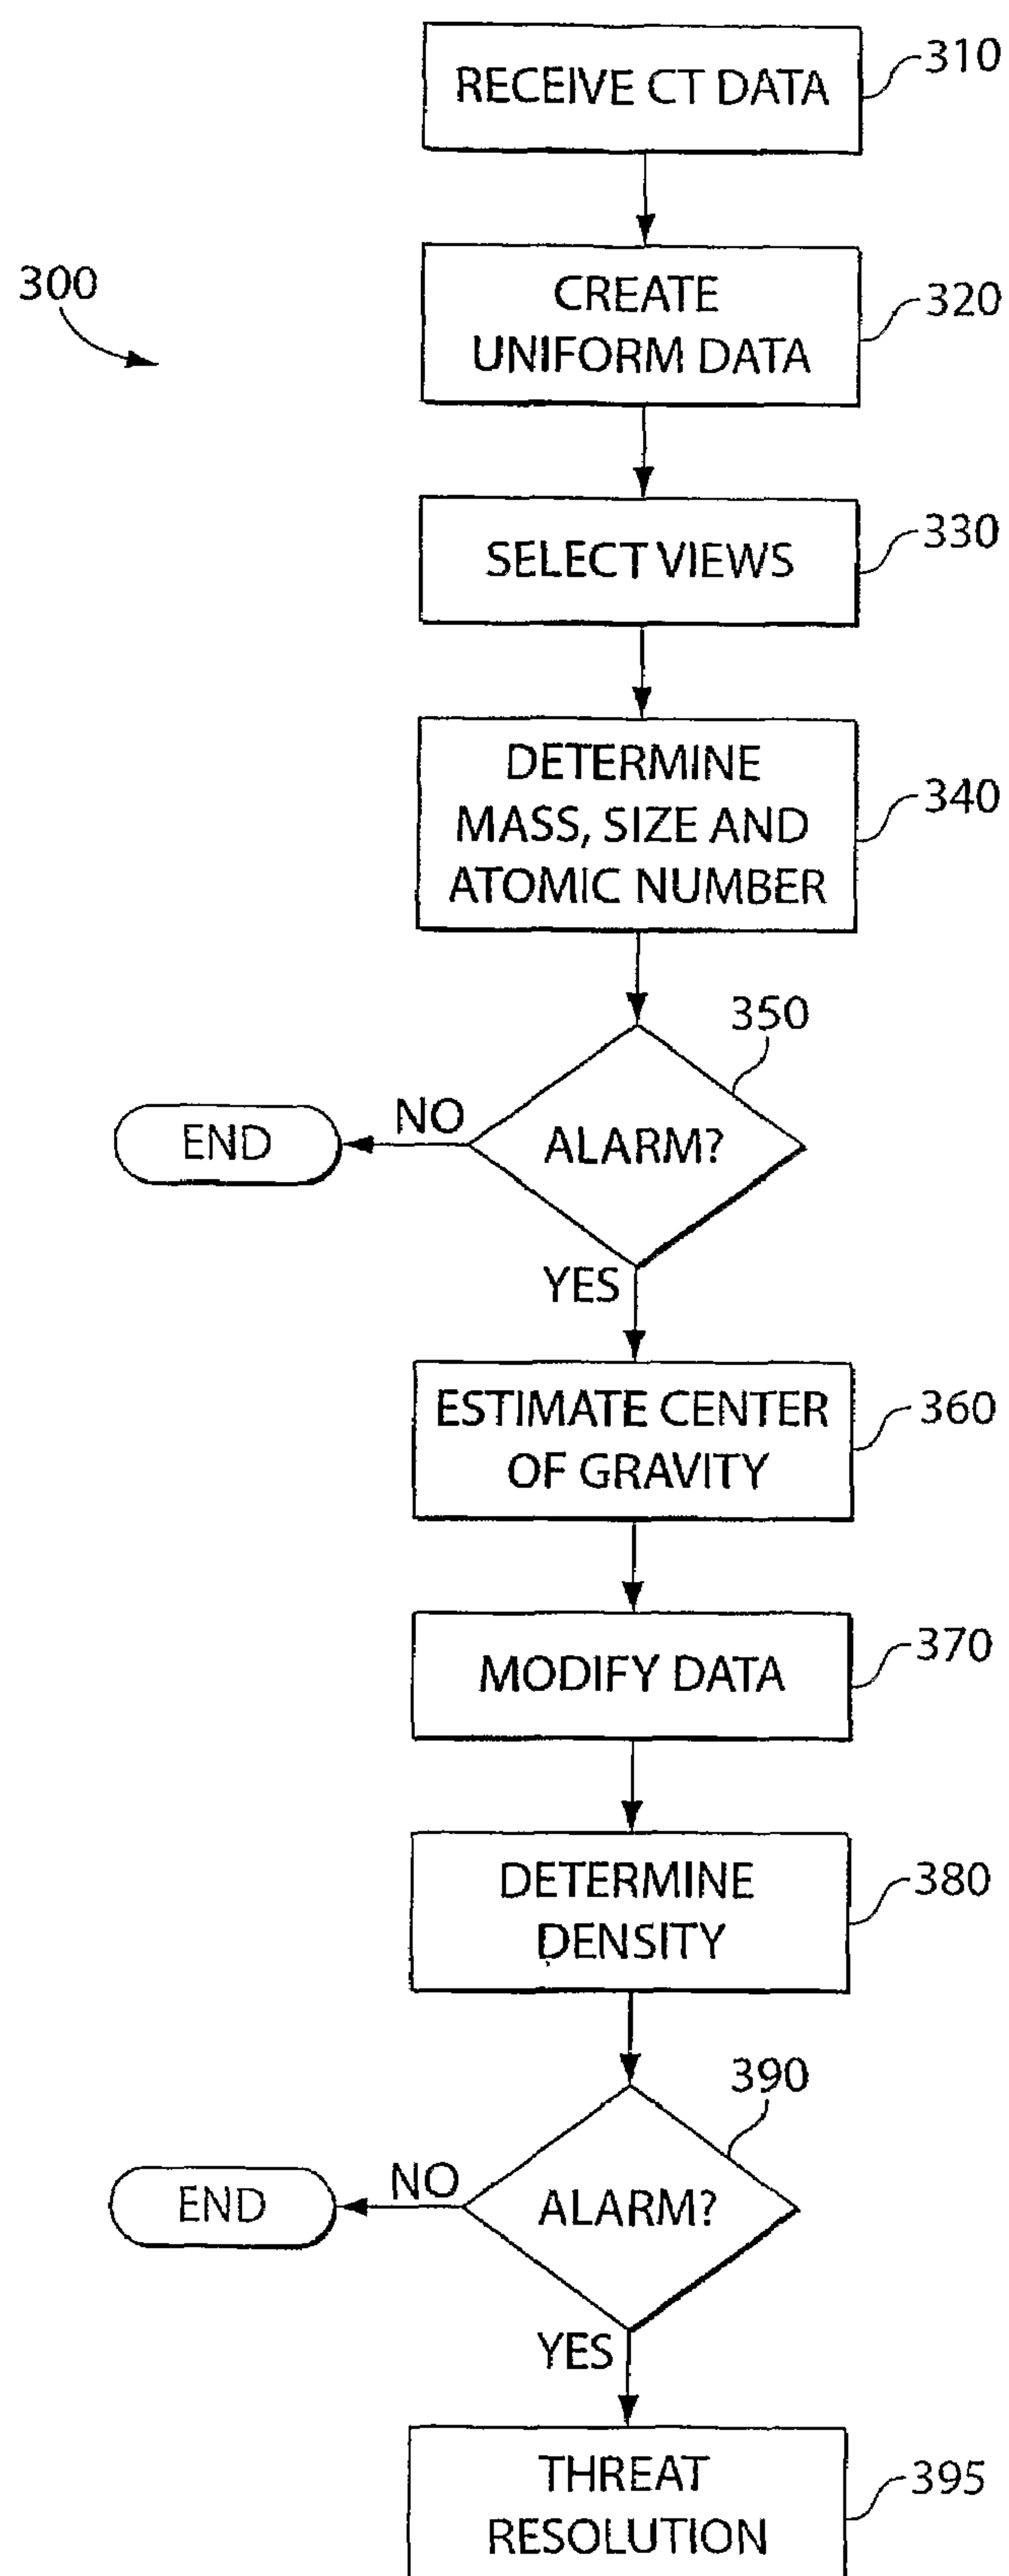 RECEIVE CT DATA
310
300
CREATE
UNIFORM DATA
320
SELECT VIEWS
330
DETERMINE
MASS, SIZE AND
ATOMIC NUMBER
340
350
ALARM?
NO
END
YES
ESTIMATE CENTER
OF GRAVITY
360
MODIFY DATA
370
DETERMINE
DENSITY
380
390
ALARM?
NO
END
YES
THREAT
RESOLUTION
395